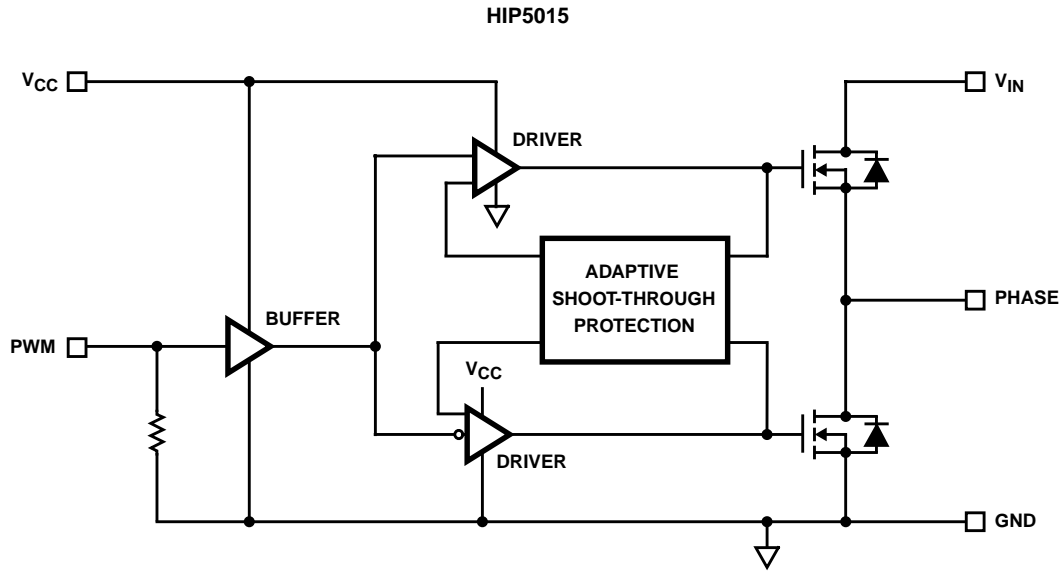 HIP5015
VCC
VIN
DRIVER
ADAPTIVE
SHOOT-THROUGH
PROTECTION
PHASE
BUFFER
PWM
VCC
DRIVER
GND